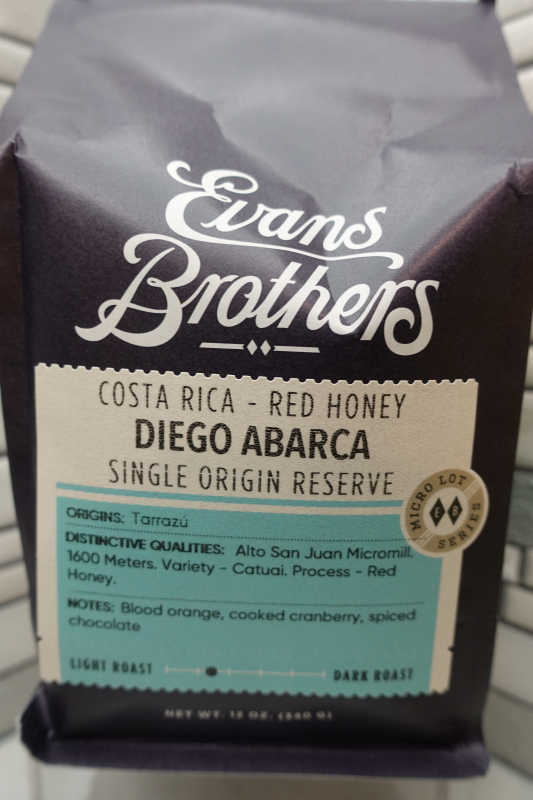 Evans
Brothers
COSTA RICA - RED HONEY
DIEGO ABARCA
SINGLE ORIGIN RESERVE
MICRO LOT
E B
SERIES
ORIGINS: Tarrazú
DISTINCTIVE QUALITIES: Alto San Juan Micromill.
1600 Meters. Variety - Catuai. Process - Red
Honey.
NOTES: Blood orange, cooked cranberry, spiced
chocolate
LIGHT ROAST DARK ROAST
NET WT. 12 OZ. (340 G)